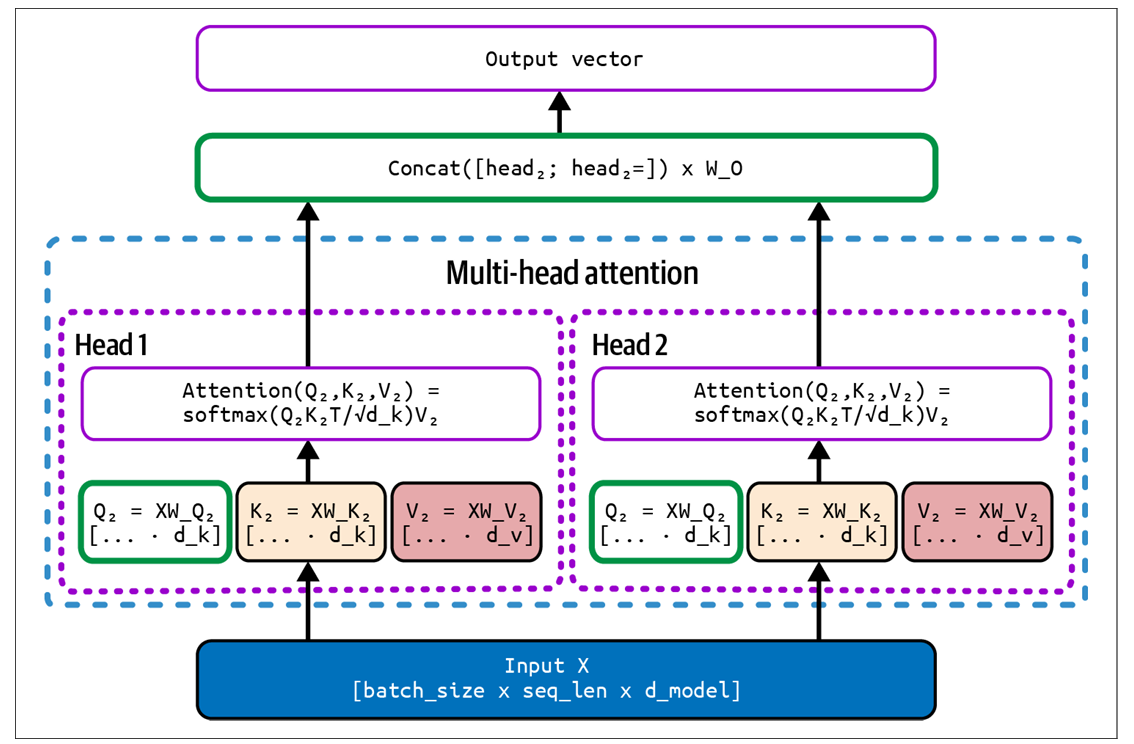 Output vector
Concat([head₂; head₂=]) x W_O
Multi-head attention
Head 1
Attention(Q₂,K₂,V₂) =
softmax(Q₂K₂T/√d_k)V₂
Q₂ = XW_Q₂
[... · d_k]
K₂ = XW_K₂
[... · d_k]
V₂ = XW_V₂
[... · d_v]
Head 2
Attention(Q₂,K₂,V₂) =
softmax(Q₂K₂T/√d_k)V₂
Q₂ = XW_Q₂
[... · d_k]
K₂ = XW_K₂
[... · d_k]
V₂ = XW_V₂
[... · d_v]
Input X
[batch_size x seq_len x d_model]